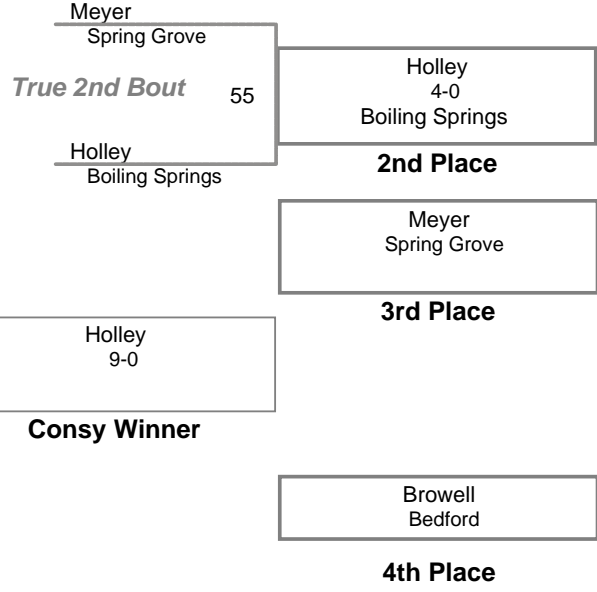 Meyer
Spring Grove
True 2nd Bout 55
Holley
Boiling Springs
Holley
4-0
Boiling Springs
2nd Place
Meyer
Spring Grove
3rd Place
Holley
9-0
Consy Winner
Browell
Bedford
4th Place